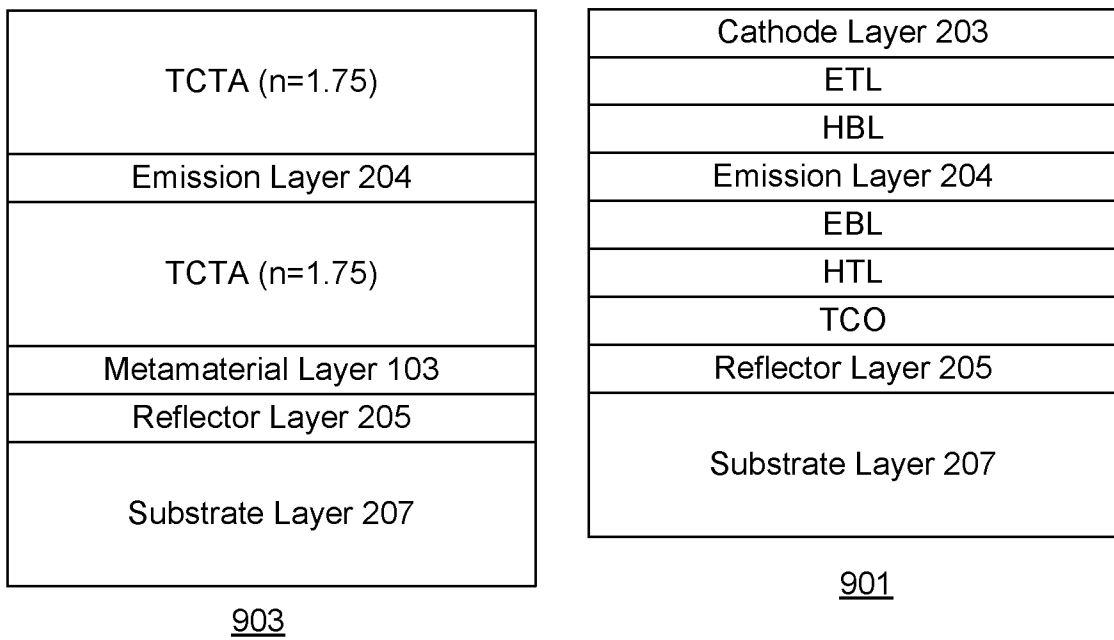 TCTA (n=1.75)
Emission Layer 204
TCTA (n=1.75)
Metamaterial Layer 103
Reflector Layer 205
Substrate Layer 207
903
Cathode Layer 203
ETL
HBL
Emission Layer 204
EBL
HTL
TCO
Reflector Layer 205
Substrate Layer 207
901